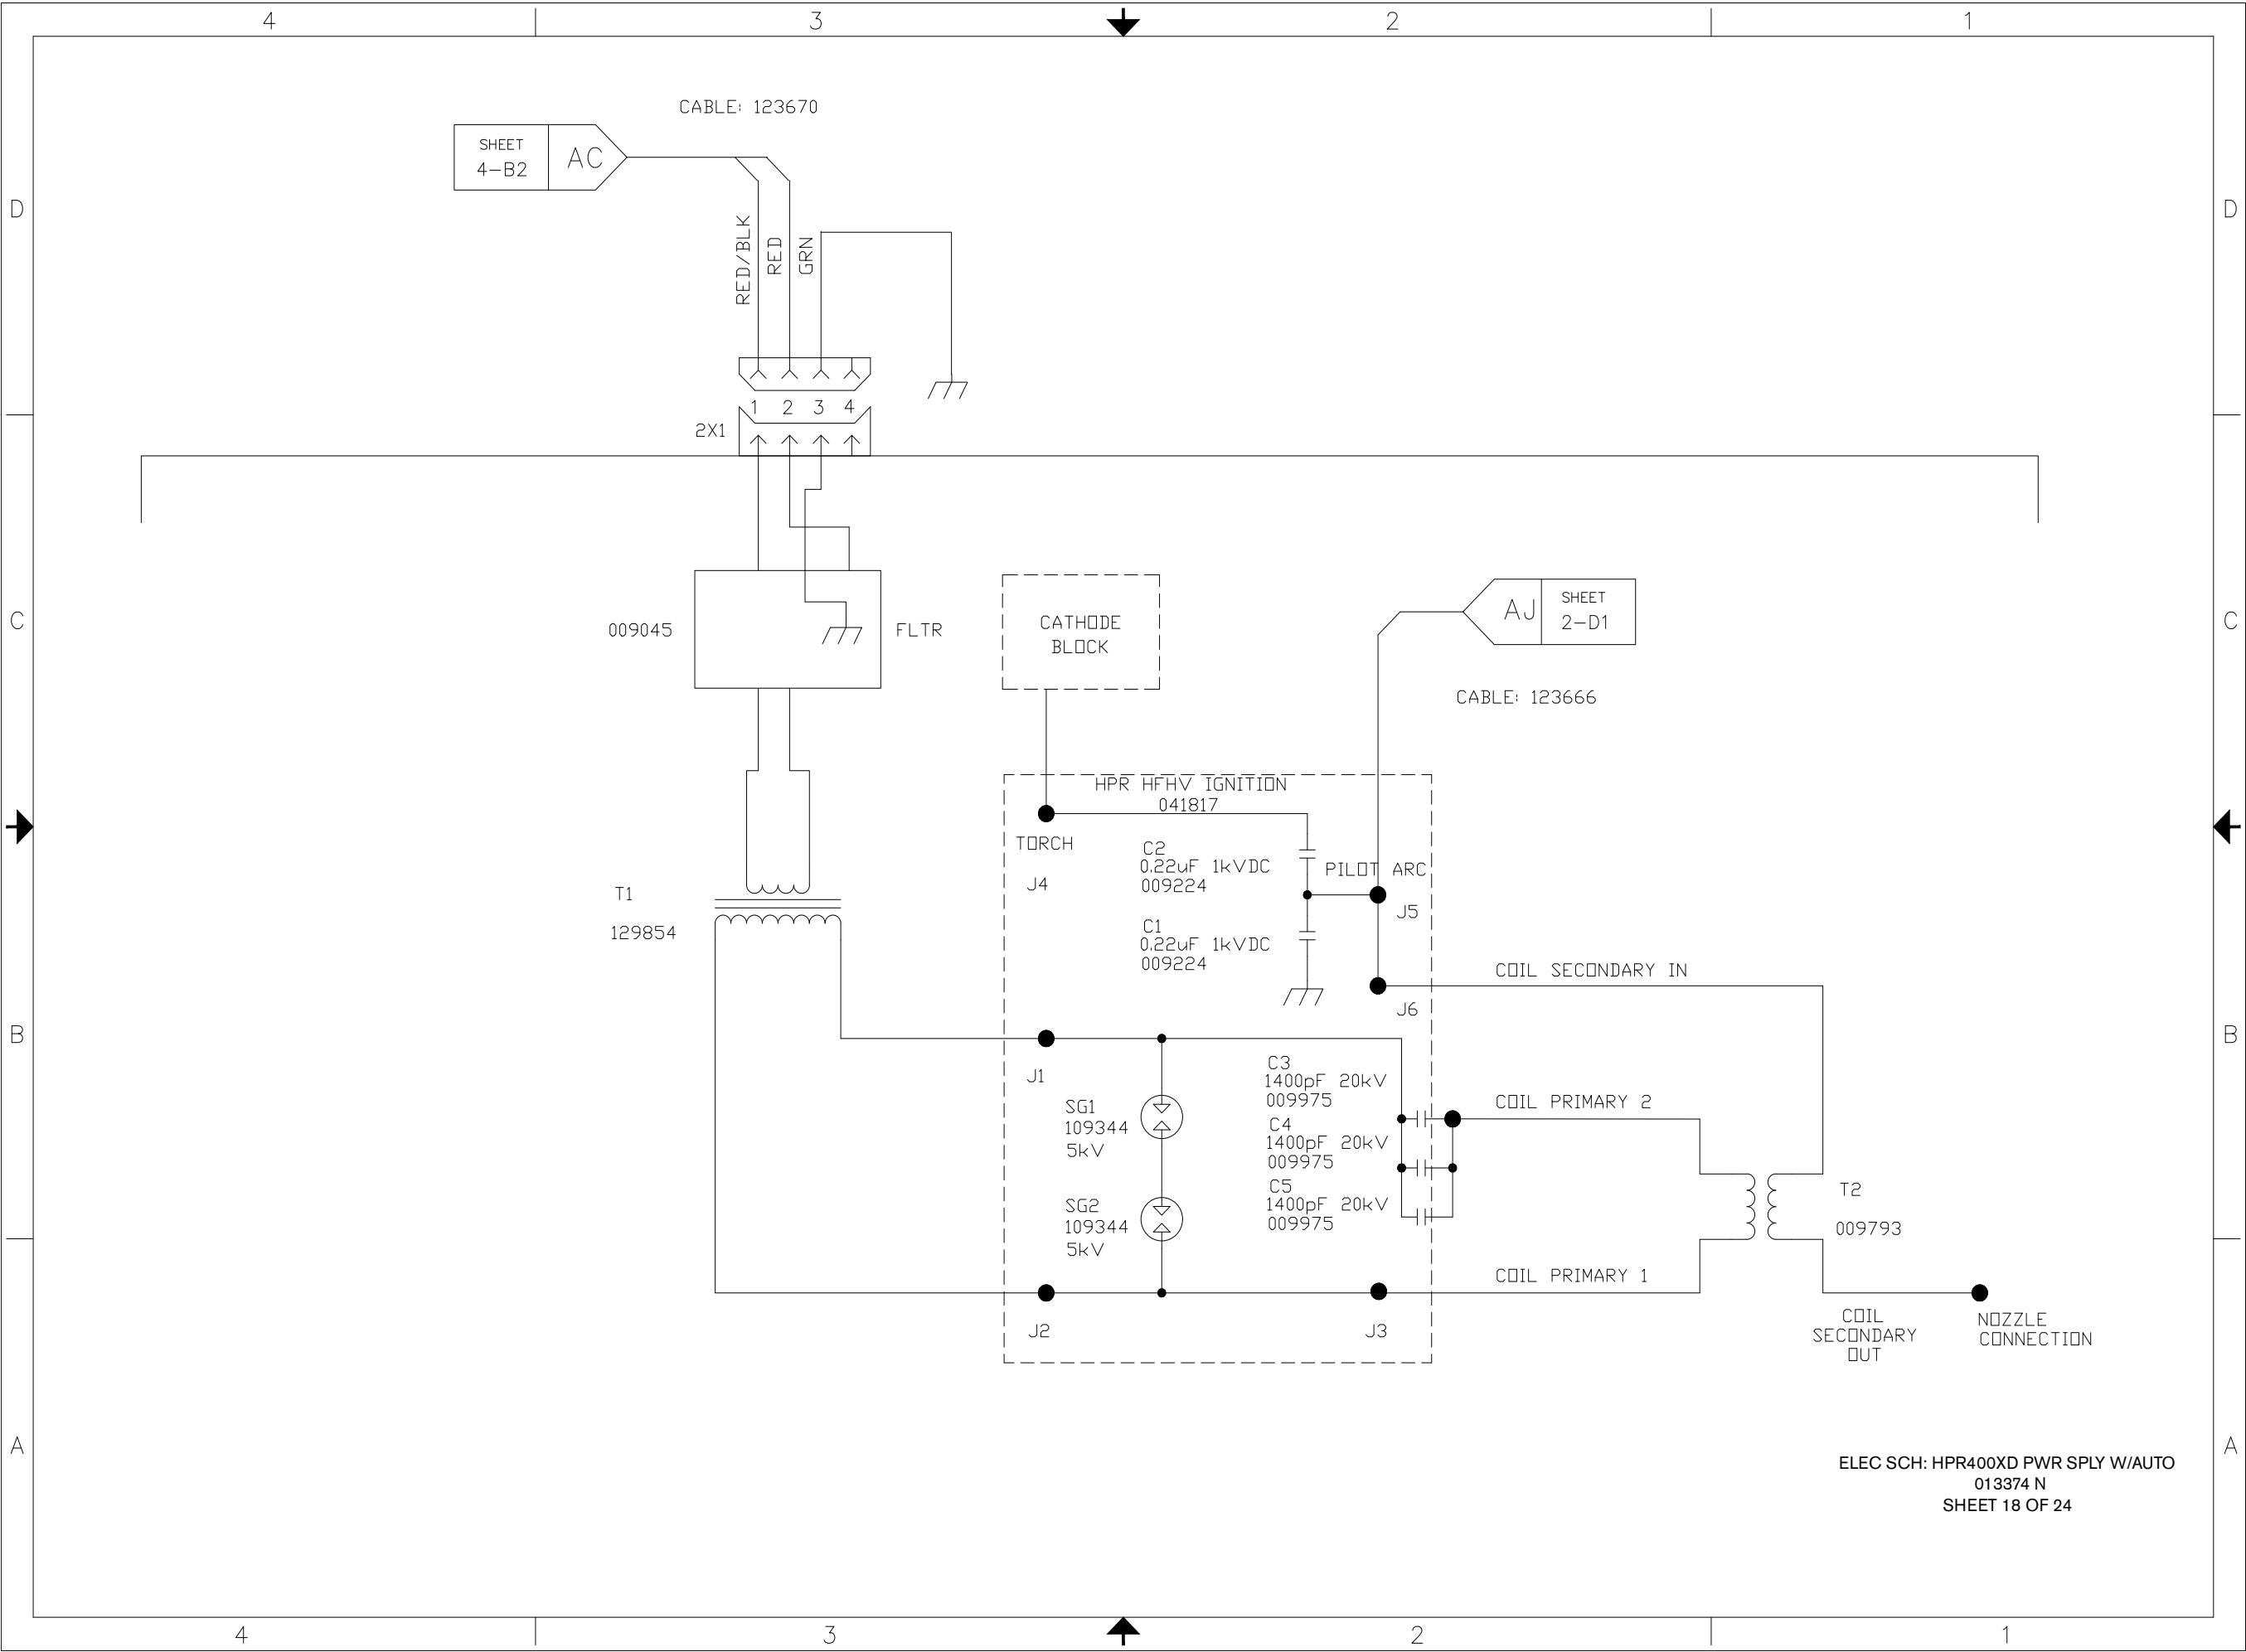 4 3 2 1
CABLE: 123670
SHEET
4-B2
AC
D D
RED/BLK
RED
GRN
1 2 3 4
2X1
C C
009045
FLTR
CATHODE
BLOCK
AJ
SHEET
2-D1
CABLE: 123666
HPR HFHV IGNITION
041817
TORCH
J4
C2
0.22uF 1kVDC
009224
PILOT ARC
J5
T1
129854
C1
0.22uF 1kVDC
009224
COIL SECONDARY IN
J6
B B
J1
C3
1400pF 20kV
009975
SG1
109344
5kV
COIL PRIMARY 2
C4
1400pF 20kV
009975
C5
1400pF 20kV
009975
SG2
109344
5kV
T2
009793
COIL PRIMARY 1
J2
J3
COIL
SECONDARY
OUT
NOZZLE
CONNECTION
A A
ELEC SCH: HPR400XD PWR SPLY W/AUTO
013374 N
SHEET 18 OF 24
4 3 2 1